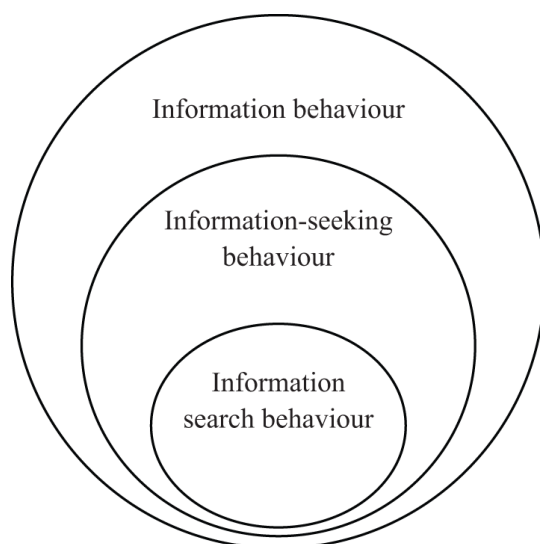 Information behaviour
Information-seeking
behaviour
Information
search behaviour